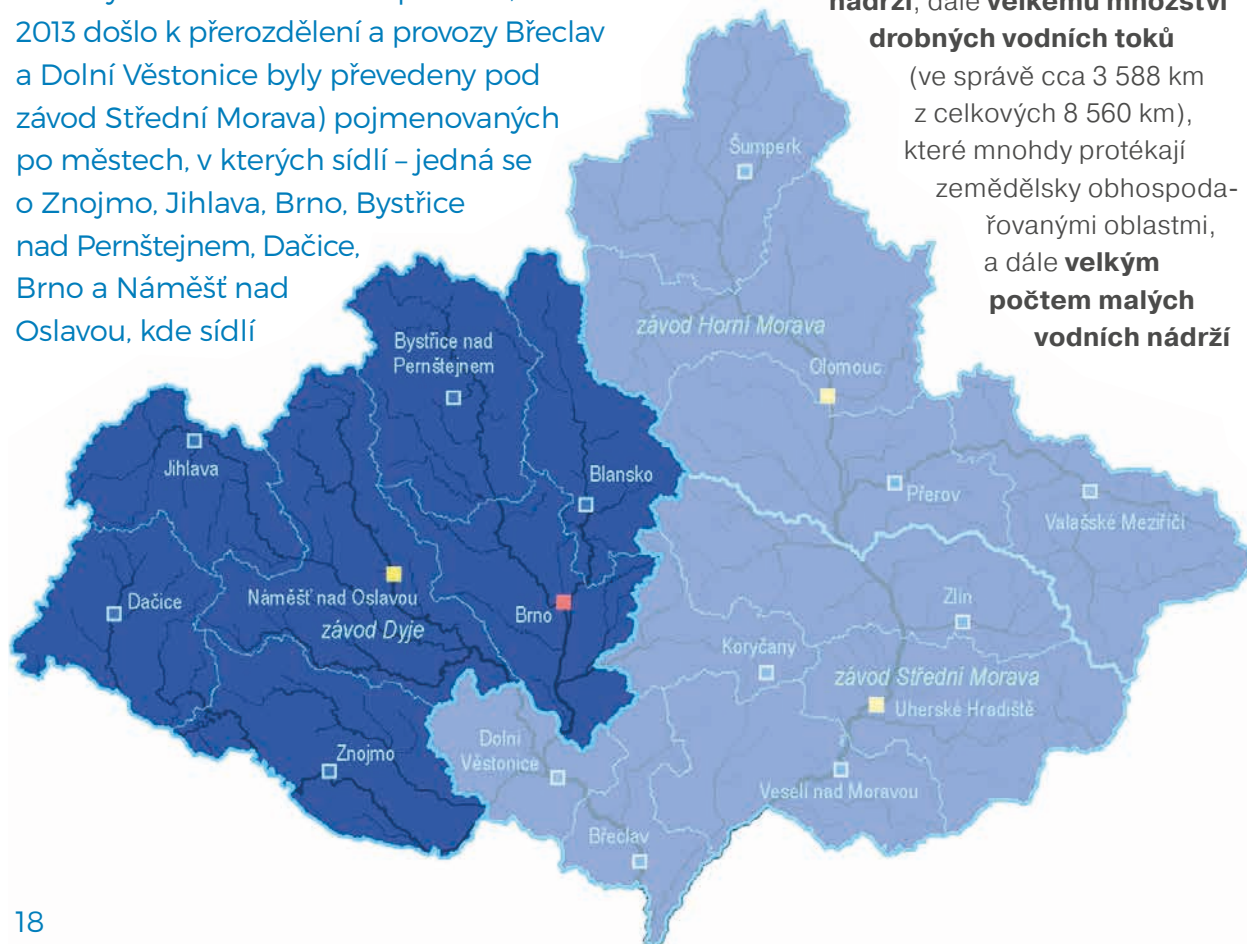 2013 došlo k přerozdělení a provozy Břeclav
a Dolní Věstonice byly převedeny pod
závod Střední Morava) pojmenovaných
po městech, v kterých sídlí – jedná se
o Znojmo, Jihlava, Brno, Bystřice
nad Pernštejnem, Dačice,
Brno a Náměšť nad
Oslavou, kde sídlí
nádrží, dále velkému množství
drobných vodních toků
(ve správě cca 3 588 km
z celkových 8 560 km),
které mnohdy protékají
zemědělsky obhospoda-
řovanými oblastmi,
a dále velkým
počtem malých
vodních nádrží
Šumperk
závod Horní Morava
Olomouc
Bystřice nad
Pernštejnem
Jihlava
Blansko
Přerov
Valašské Meziříčí
Dačice
Náměšť nad Oslavou
závod Dyje
Brno
Zlín
Koryčany
závod Střední Morava
Uherské Hradiště
Znojmo
Dolní
Věstonice
Veselí nad Moravou
Břeclav
18